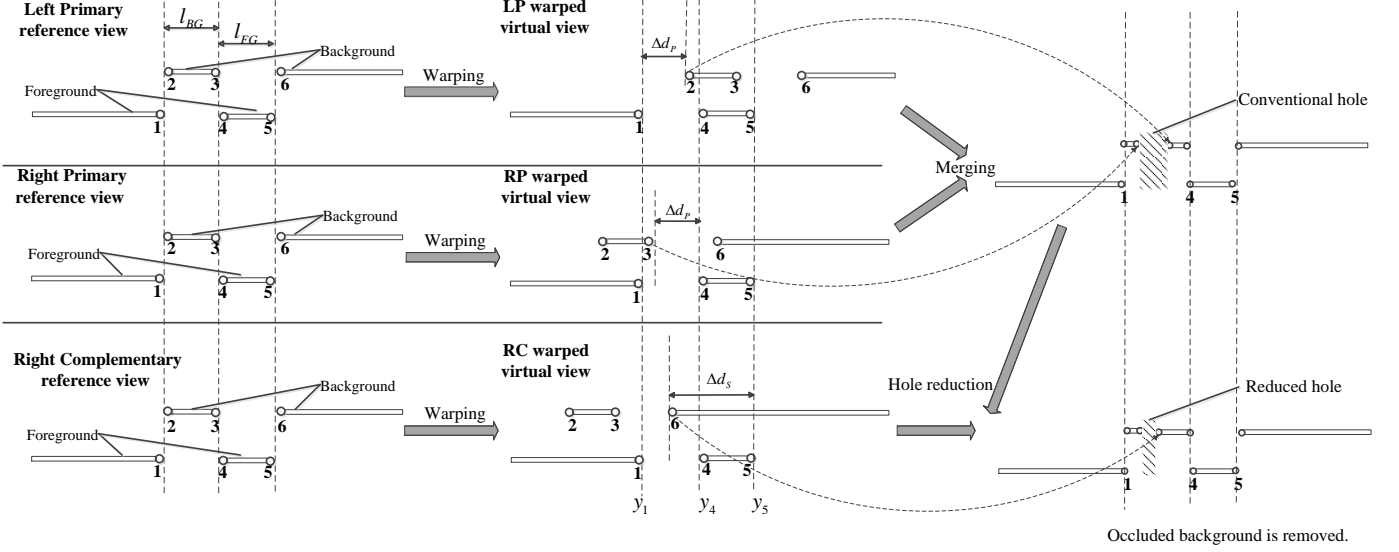 Left Primary
reference view
l_BG
l_FG
Background
2 3 6
Foreground
1 4 5
Warping
LP warped
virtual view
Δd_P
2 3 6
1 4 5
Right Primary
reference view
Background
2 3 6
Foreground
1 4 5
Warping
RP warped
virtual view
Δd_P
2 3 6
1 4 5
Merging
Conventional hole
1 4 5
Right Complementary
reference view
Background
2 3 6
Foreground
1 4 5
Warping
RC warped
virtual view
Δd_S
2 3 6
1 4 5
y_1 y_4 y_5
Hole reduction
Reduced hole
1 4 5
Occluded background is removed.